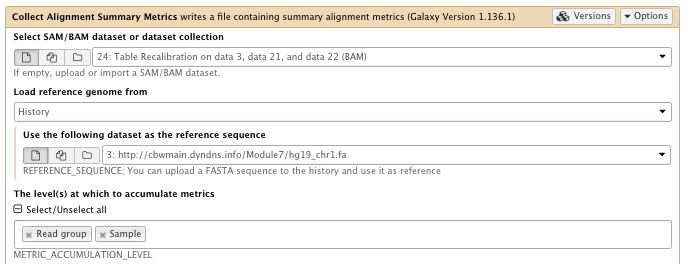 Collect Alignment Summary Metrics writes a file containing summary alignment metrics (Galaxy Version 1.136.1) Versions Options
Select SAM/BAM dataset or dataset collection
24: Table Recalibration on data 3, data 21, and data 22 (BAM)
If empty, upload or import a SAM/BAM dataset.
Load reference genome from
History
Use the following dataset as the reference sequence
3: http://cbwmain.dyndns.info/Module7/hg19_chr1.fa
REFERENCE_SEQUENCE; You can upload a FASTA sequence to the history and use it as reference
The level(s) at which to accumulate metrics
Select/Unselect all
Read group Sample
METRIC_ACCUMULATION_LEVEL